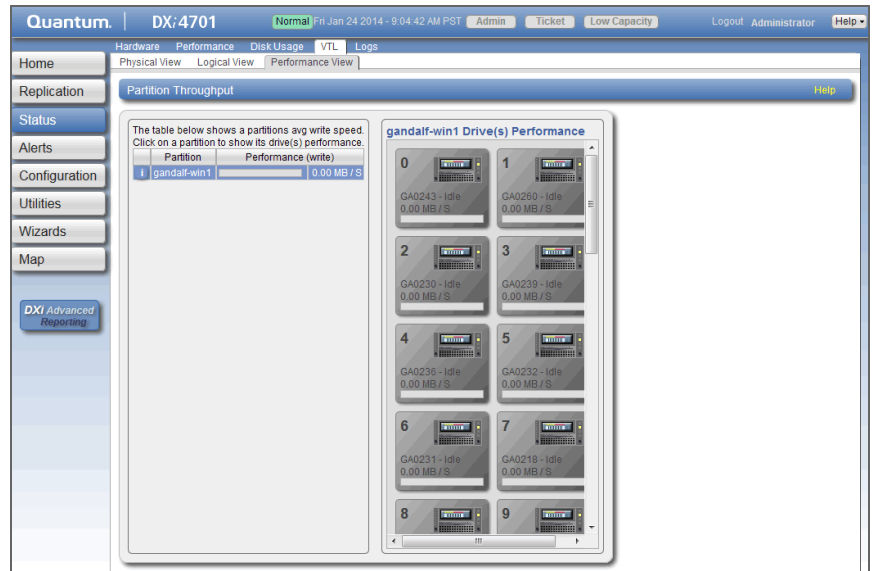 Quantum. DXi4701 Normal Fri Jan 24 2014 - 9:04:42 AM PST Admin Ticket Low Capacity Logout Administrator Help
Hardware Performance Disk Usage VTL Logs
Physical View Logical View Performance View
Home
Replication
Status
Alerts
Configuration
Utilities
Wizards
Map
DXi Advanced
Reporting
Partition Throughput Help
The table below shows a partitions avg write speed.
Click on a partition to show its drive(s) performance.
Partition Performance (write)
i gandalf-win1 0.00 MB / S
gandalf-win1 Drive(s) Performance
0 1
GA0243 - Idle GA0260 - Idle
0.00 MB / S 0.00 MB / S
2 3
GA0230 - Idle GA0239 - Idle
0.00 MB / S 0.00 MB / S
4 5
GA0236 - Idle GA0232 - Idle
0.00 MB / S 0.00 MB / S
6 7
GA0231 - Idle GA0218 - Idle
0.00 MB / S 0.00 MB / S
8 9